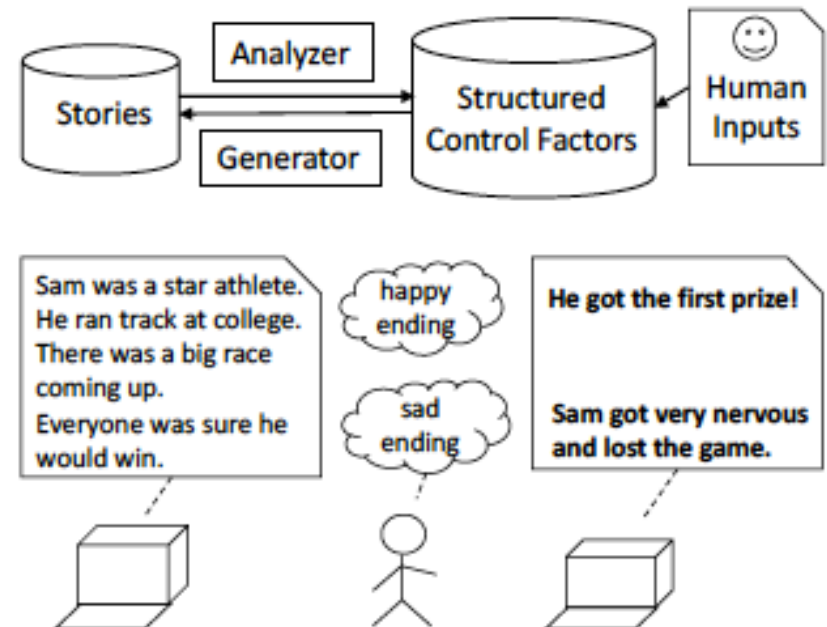 Analyzer
Stories
Structured
Control Factors
Human
Inputs
Generator
Sam was a star athlete.
He ran track at college.
There was a big race
coming up.
Everyone was sure he
would win.
happy
ending
sad
ending
He got the first prize!
Sam got very nervous
and lost the game.